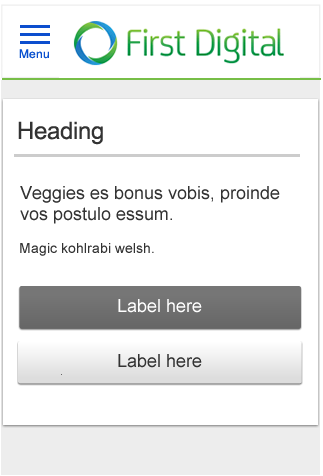 Menu
First Digital
Heading
Veggies es bonus vobis, proinde
vos postulo essum.
Magic kohlrabi welsh.
Label here
Label here